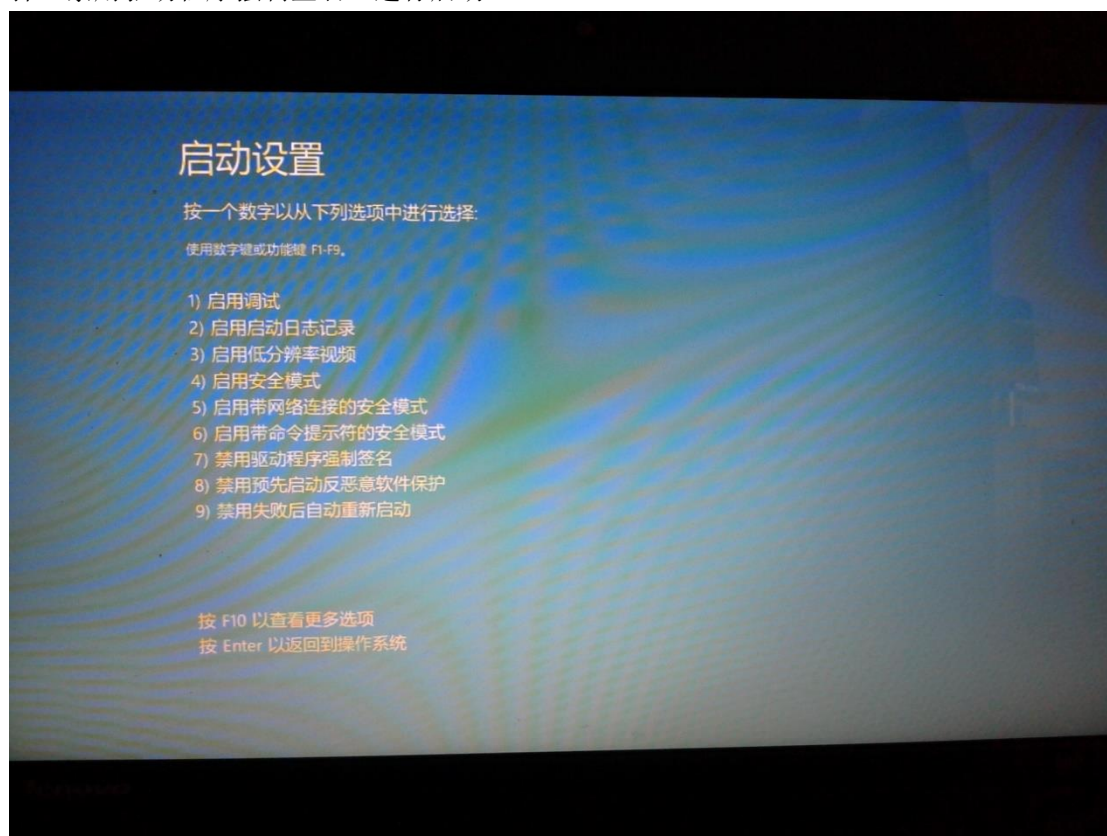 启动设置
按一个数字以从下列选项中进行选择:
使用数字键或功能键 F1-F9。
1) 启用调试
2) 启用启动日志记录
3) 启用低分辨率视频
4) 启用安全模式
5) 启用带网络连接的安全模式
6) 启用带命令提示符的安全模式
7) 禁用驱动程序强制签名
8) 禁用预先启动反恶意软件保护
9) 禁用失败后自动重新启动
按 F10 以查看更多选项
按 Enter 以返回到操作系统